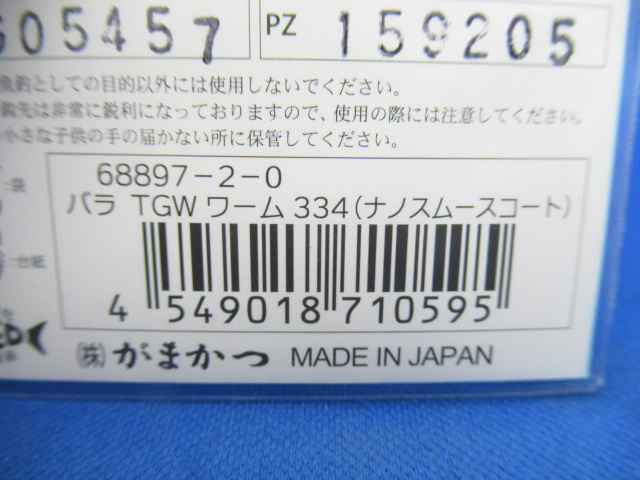 605457 PZ 159205
魚釣としての目的以外には使用しないでください。
鈎先は非常に鋭利になっておりますので、使用の際には注意してください。
小さな子供の手の届かない所に保管してください。
68897-2-0
バラ TGW ワーム 334(ナノスムースコート)
:袋
:台紙
4 549018 710595
(株) がまかつ MADE IN JAPAN